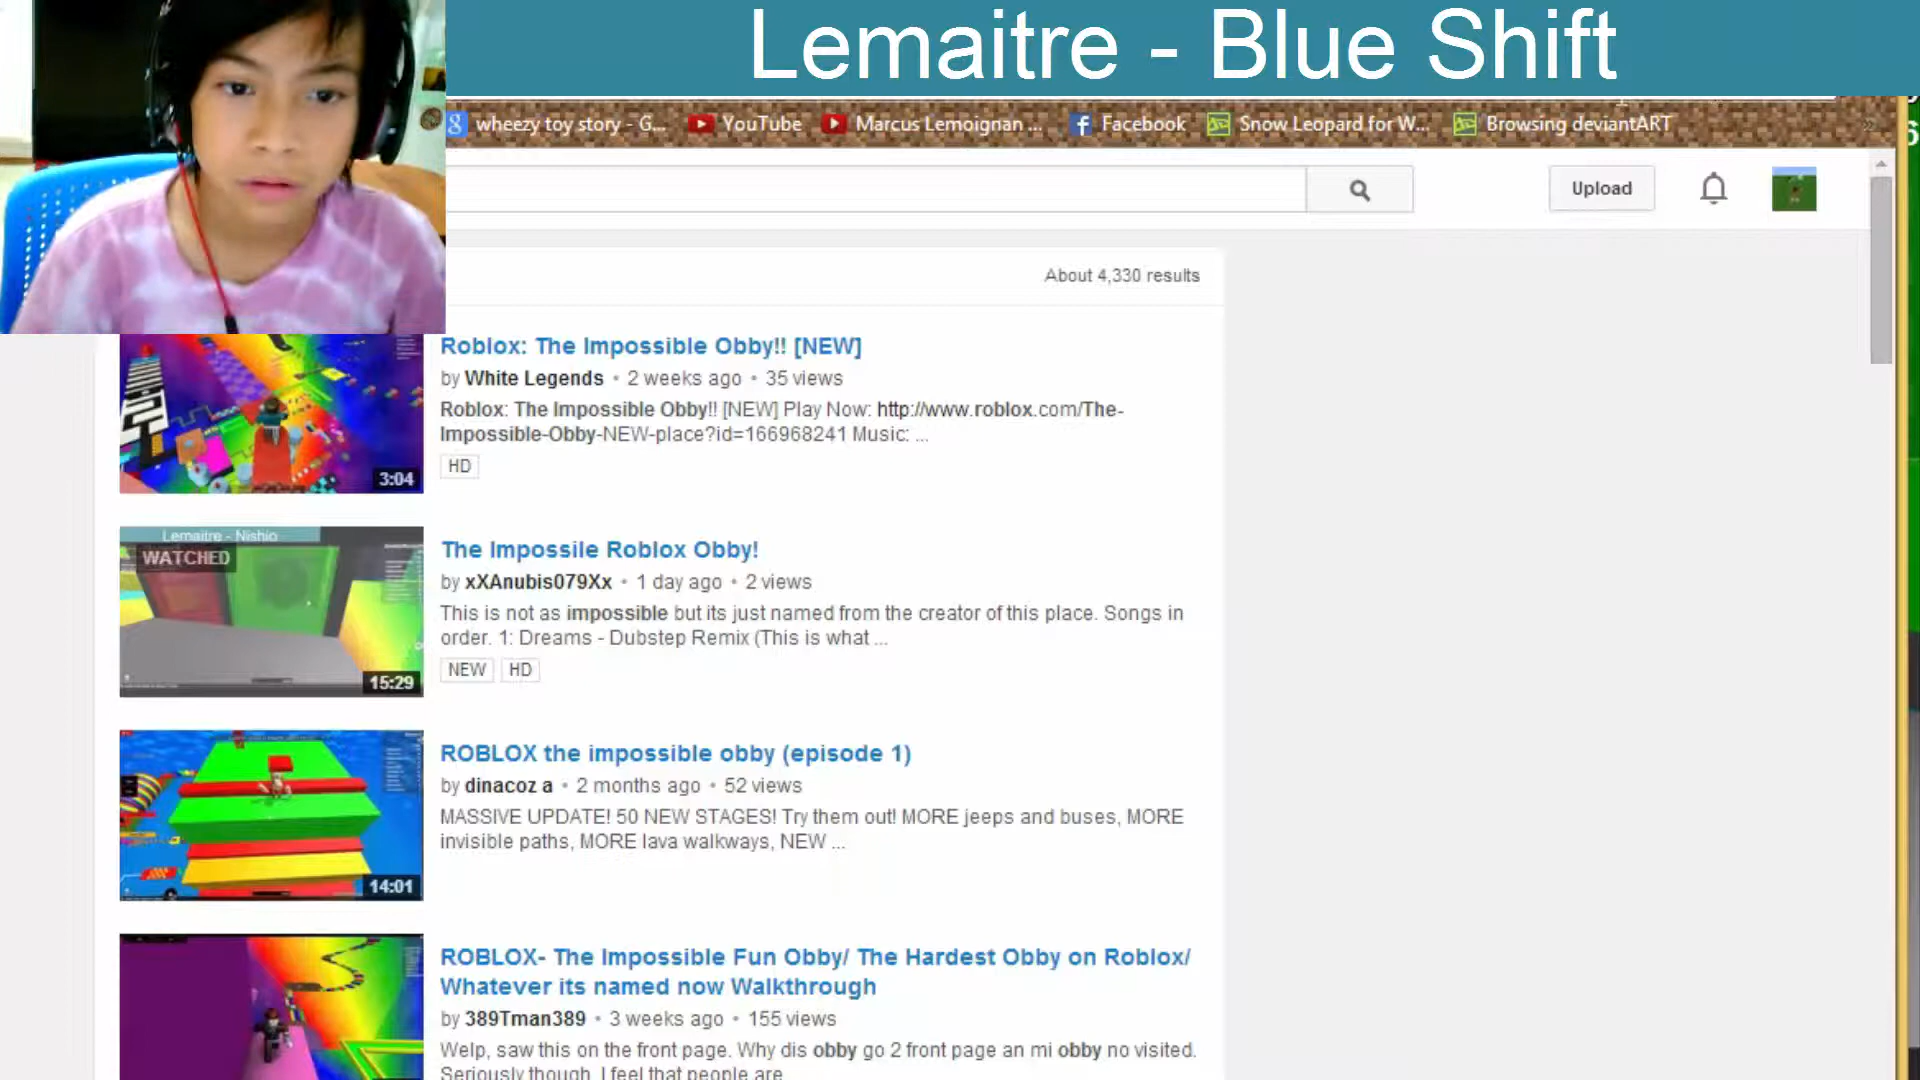 Lemaitre - Blue Shift
wheezy toy story - G... YouTube Marcus Lemoignan ... Facebook Snow Leopard for W... Browsing deviantART »
Upload
About 4,330 results
Roblox: The Impossible Obby!! [NEW]
by White Legends • 2 weeks ago • 35 views
Roblox: The Impossible Obby!! [NEW] Play Now: http://www.roblox.com/The-
Impossible-Obby-NEW-place?id=166968241 Music: ...
HD
3:04
Lemaitre - Nishio
WATCHED
The Impossile Roblox Obby!
by xXAnubis079Xx • 1 day ago • 2 views
This is not as impossible but its just named from the creator of this place. Songs in
order. 1: Dreams - Dubstep Remix (This is what ...
NEW HD
15:29
ROBLOX the impossible obby (episode 1)
by dinacoz a • 2 months ago • 52 views
MASSIVE UPDATE! 50 NEW STAGES! Try them out! MORE jeeps and buses, MORE
invisible paths, MORE lava walkways, NEW ...
14:01
ROBLOX- The Impossible Fun Obby/ The Hardest Obby on Roblox/
Whatever its named now Walkthrough
by 389Tman389 • 3 weeks ago • 155 views
Welp, saw this on the front page. Why dis obby go 2 front page an mi obby no visited.
Seriously though, I feel that people are